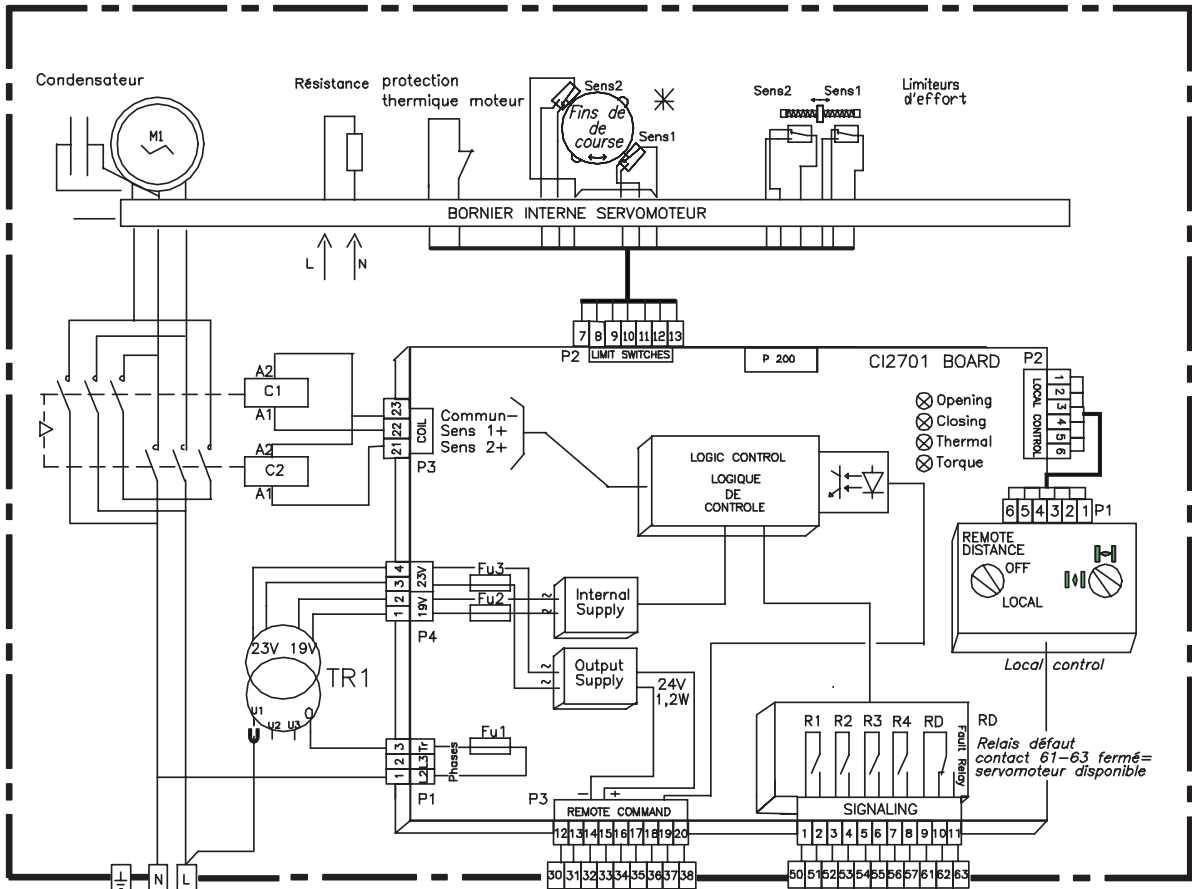 Condensateur
M1
Résistance
protection
thermique moteur
Sens2
Fins de
de
course
Sens1
Sens2
Sens1
Limiteurs
d'effort
BORNIER INTERNE SERVOMOTEUR
L
N
7 8 9 10 11 12 13
P2
LIMIT SWITCHES
P 200
CI2701 BOARD
P2
LOCAL CONTROL
1
2
3
4
5
6
A2
C1
A1
A2
C2
A1
23
22
21
COIL
P3
Commun-
Sens 1+
Sens 2+
Opening
Closing
Thermal
Torque
LOGIC CONTROL
LOGIQUE
DE
CONTROLE
6 5 4 3 2 1
P1
REMOTE
DISTANCE
OFF
LOCAL
Local control
4
3
2
1
23V
19V
P4
Fu3
Fu2
~
~
Internal
Supply
~
~
Output
Supply
24V
1,2W
23V 19V
TR1
U1
U2
U3
0
3
2
1
Tr
L3
L2
Phases
Fu1
P1
R1 R2 R3 R4 RD
Fault Relay
RD
Relais défaut
contact 61-63 fermé=
servomoteur disponible
P3
- +
REMOTE COMMAND
12 13 14 15 16 17 18 19 20
30 31 32 33 34 35 36 37 38
SIGNALING
1 2 3 4 5 6 7 8 9 10 11
50 51 52 53 54 55 56 57 61 62 63
N
L